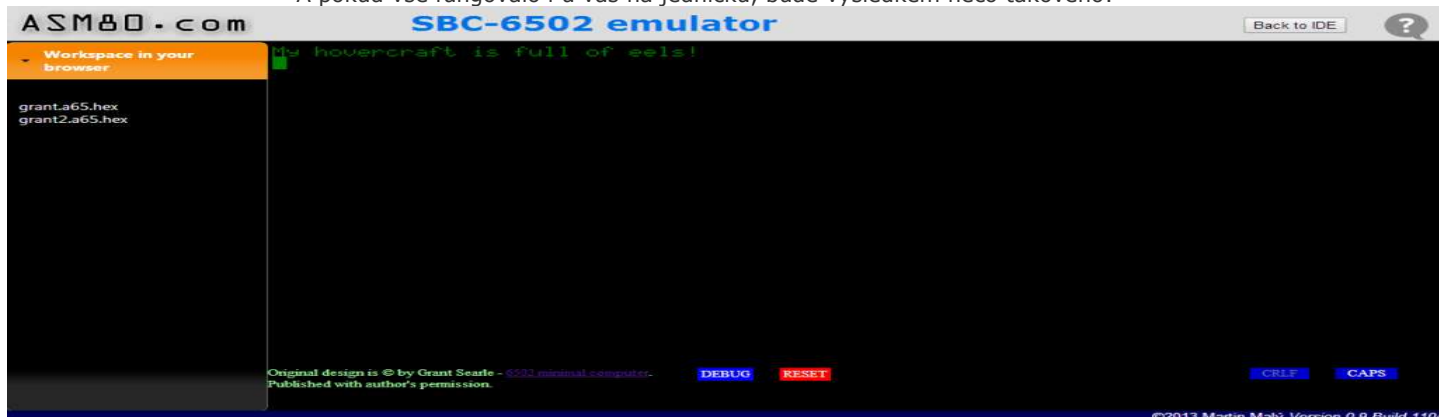 A pokud vše fungovalo i u vás na jedničku, bude výsledkem něco takového:
ASM80.com
SBC-6502 emulator
Back to IDE
?
Workspace in your
browser
My hovercraft is full of eels!
grant.a65.hex
grant2.a65.hex
Original design is © by Grant Searle - 6502 minimal computer.
Published with author's permission.
DEBUG
RESET
CRLF
CAPS
©2013 Martin Malý Version 0.9 Build 110